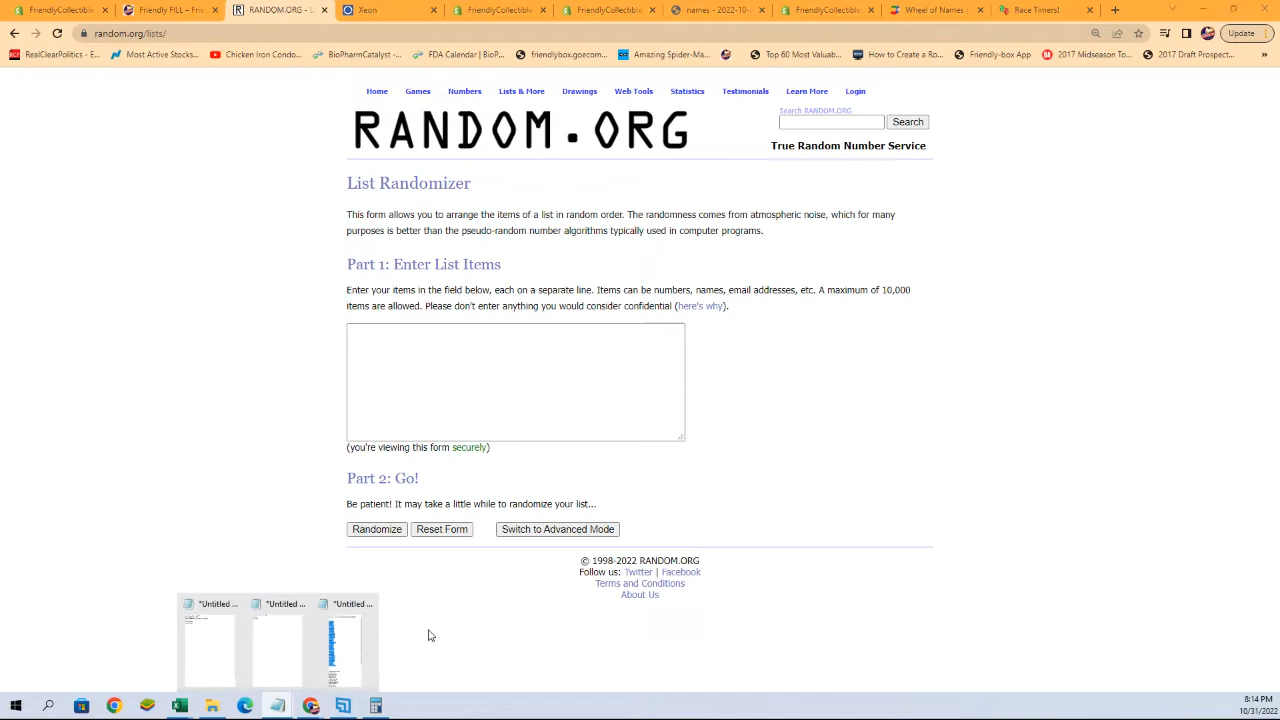 FriendlyCollectible
Friendly FILL – Frie
RANDOM.ORG - L
Xeon
FriendlyCollectible
FriendlyCollectible
names - 2022-10-
FriendlyCollectible
Wheel of Names |
Race Timers!
random.org/lists/
Update
RealClearPolitics - E...
Most Active Stocks...
Chicken Iron Condo...
BioPharmCatalyst -...
FDA Calendar | BioP...
friendlybox.goecom...
Amazing Spider-Ma...
Top 60 Most Valuab...
How to Create a Ro...
Friendly-box App
2017 Midseason To...
2017 Draft Prospect...
Home
Games
Numbers
Lists & More
Drawings
Web Tools
Statistics
Testimonials
Learn More
Login
Search RANDOM.ORG
RANDOM.ORG
Search
True Random Number Service
List Randomizer
This form allows you to arrange the items of a list in random order. The randomness comes from atmospheric noise, which for many
purposes is better than the pseudo-random number algorithms typically used in computer programs.
Part 1: Enter List Items
Enter your items in the field below, each on a separate line. Items can be numbers, names, email addresses, etc. A maximum of 10,000
items are allowed. Please don't enter anything you would consider confidential (here's why).
(you're viewing this form securely)
Part 2: Go!
Be patient! It may take a little while to randomize your list...
Randomize
Reset Form
Switch to Advanced Mode
© 1998-2022 RANDOM.ORG
Follow us: Twitter | Facebook
Terms and Conditions
About Us
*Untitled ...
*Untitled ...
*Untitled ...
8:14 PM
10/31/2022